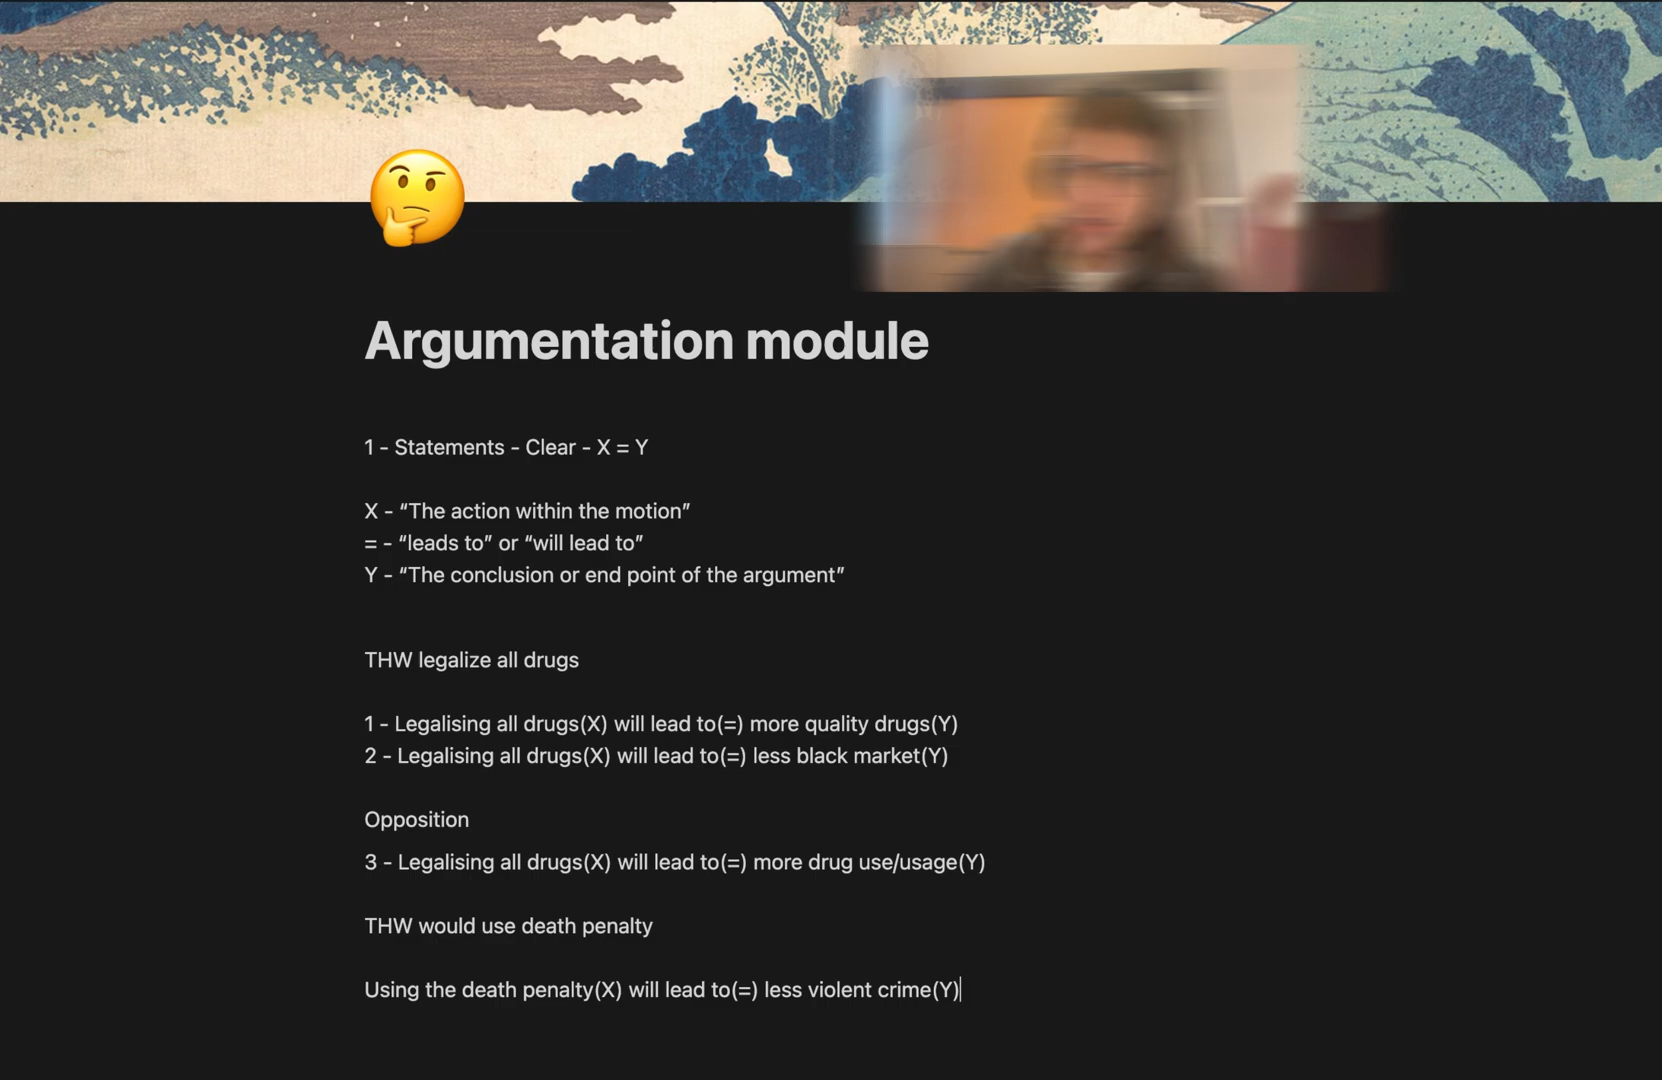 Argumentation module
1 - Statements - Clear - X = Y
X - “The action within the motion”
= - “leads to” or “will lead to”
Y - “The conclusion or end point of the argument”
THW legalize all drugs
1 - Legalising all drugs(X) will lead to(=) more quality drugs(Y)
2 - Legalising all drugs(X) will lead to(=) less black market(Y)
Opposition
3 - Legalising all drugs(X) will lead to(=) more drug use/usage(Y)
THW would use death penalty
Using the death penalty(X) will lead to(=) less violent crime(Y)